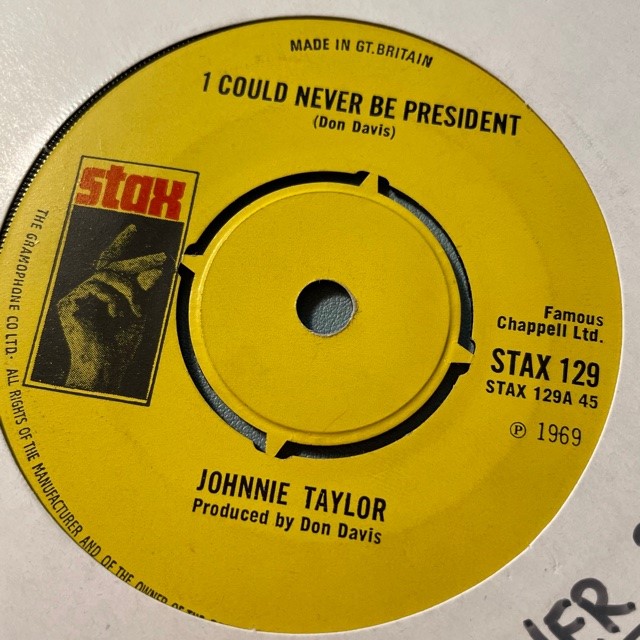 MADE IN GT.BRITAIN
1 COULD NEVER BE PRESIDENT
(Don Davis)
stax
THE GRAMOPHONE CO LTD. ALL RIGHTS OF THE MANUFACTURER AND OF THE OWNER OF THE
Famous
Chappell Ltd.
STAX 129
STAX 129A 45
℗ 1969
JOHNNIE TAYLOR
Produced by Don Davis